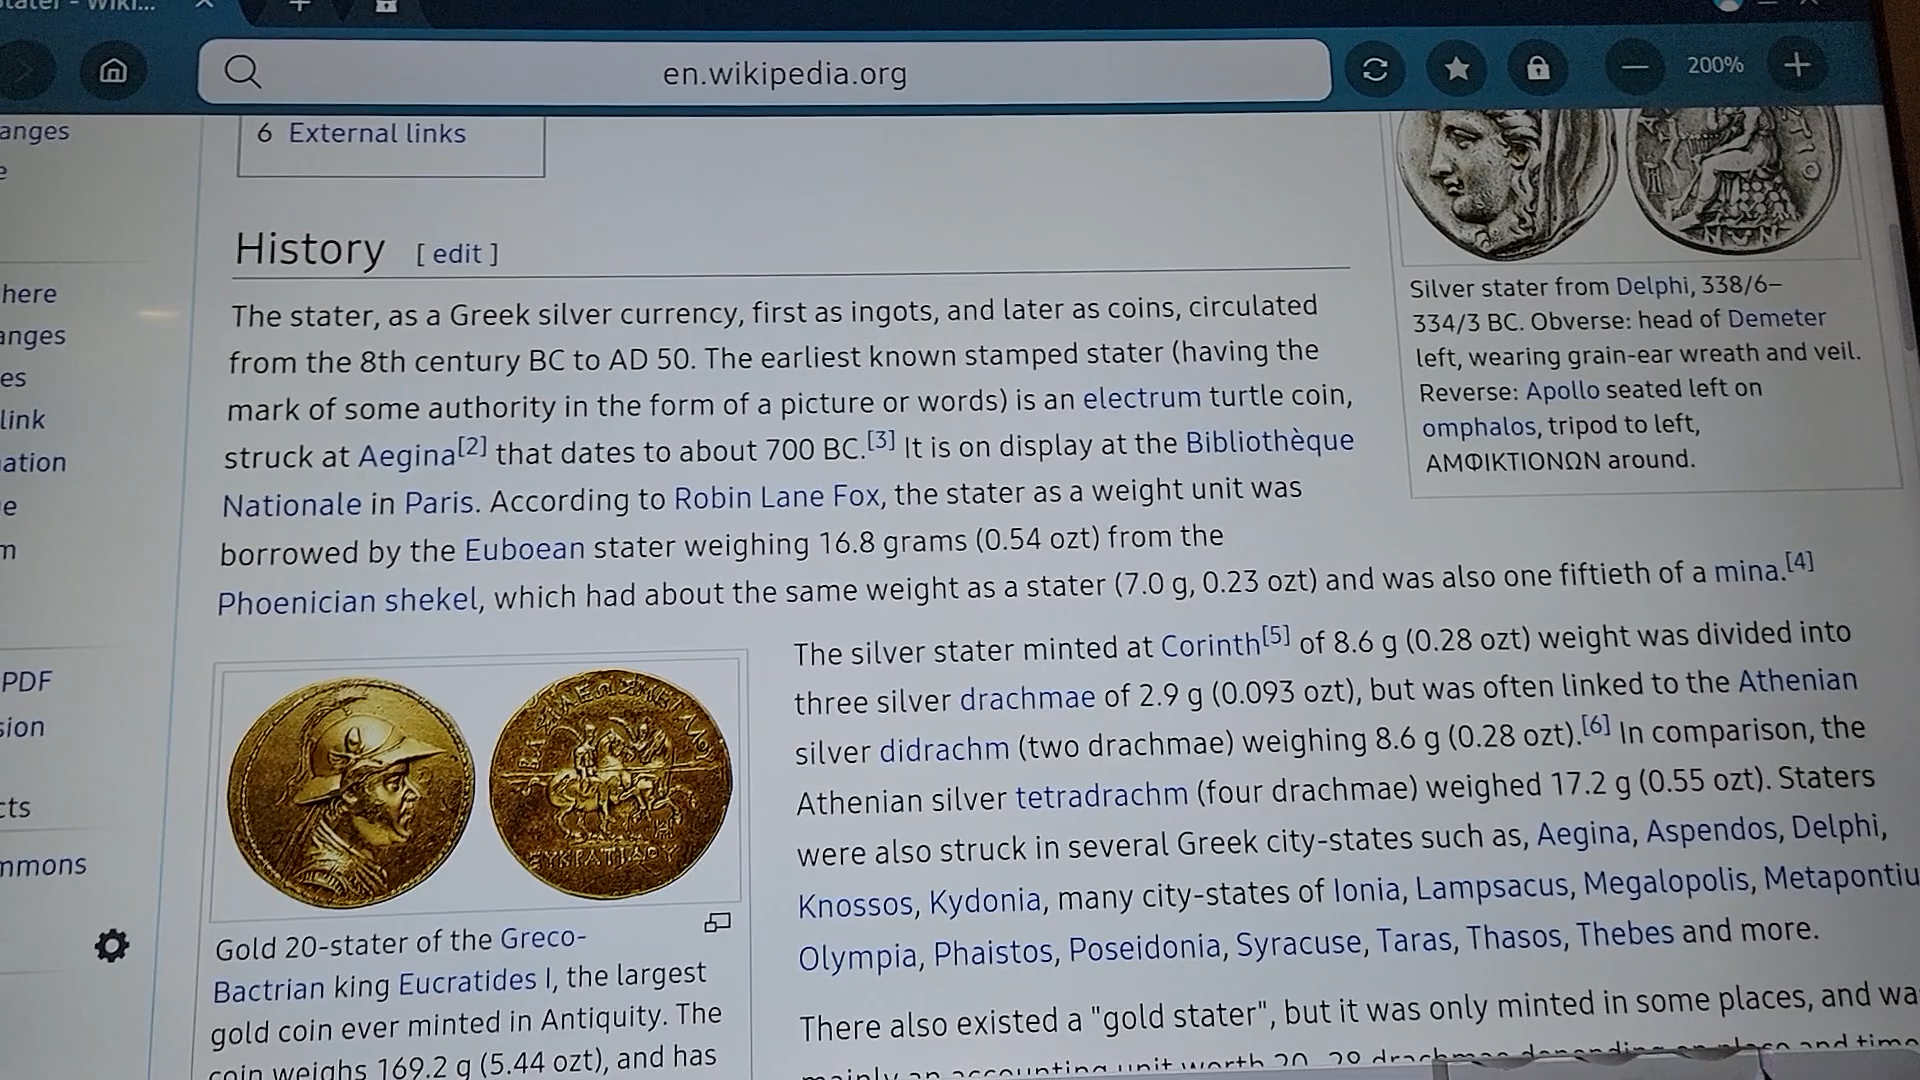 en.wikipedia.org
200%
anges
here
anges
es
link
ation
e
m
PDF
sion
cts
mmons
6 External links
History [ edit ]
The stater, as a Greek silver currency, first as ingots, and later as coins, circulated
from the 8th century BC to AD 50. The earliest known stamped stater (having the
mark of some authority in the form of a picture or words) is an electrum turtle coin,
struck at Aegina[2] that dates to about 700 BC.[3] It is on display at the Bibliothèque
Nationale in Paris. According to Robin Lane Fox, the stater as a weight unit was
borrowed by the Euboean stater weighing 16.8 grams (0.54 ozt) from the
Phoenician shekel, which had about the same weight as a stater (7.0 g, 0.23 ozt) and was also one fiftieth of a mina.[4]
Silver stater from Delphi, 338/6–
334/3 BC. Obverse: head of Demeter
left, wearing grain-ear wreath and veil.
Reverse: Apollo seated left on
omphalos, tripod to left,
ΑΜΦΙΚΤΙΟΝΩΝ around.
Gold 20-stater of the Greco-
Bactrian king Eucratides I, the largest
gold coin ever minted in Antiquity. The
coin weighs 169.2 g (5.44 ozt), and has
The silver stater minted at Corinth[5] of 8.6 g (0.28 ozt) weight was divided into
three silver drachmae of 2.9 g (0.093 ozt), but was often linked to the Athenian
silver didrachm (two drachmae) weighing 8.6 g (0.28 ozt).[6] In comparison, the
Athenian silver tetradrachm (four drachmae) weighed 17.2 g (0.55 ozt). Staters
were also struck in several Greek city-states such as, Aegina, Aspendos, Delphi,
Knossos, Kydonia, many city-states of Ionia, Lampsacus, Megalopolis, Metapontiu
Olympia, Phaistos, Poseidonia, Syracuse, Taras, Thasos, Thebes and more.
There also existed a "gold stater", but it was only minted in some places, and wa
mainly an accounting unit worth 20–28 drachmae depending on place and time